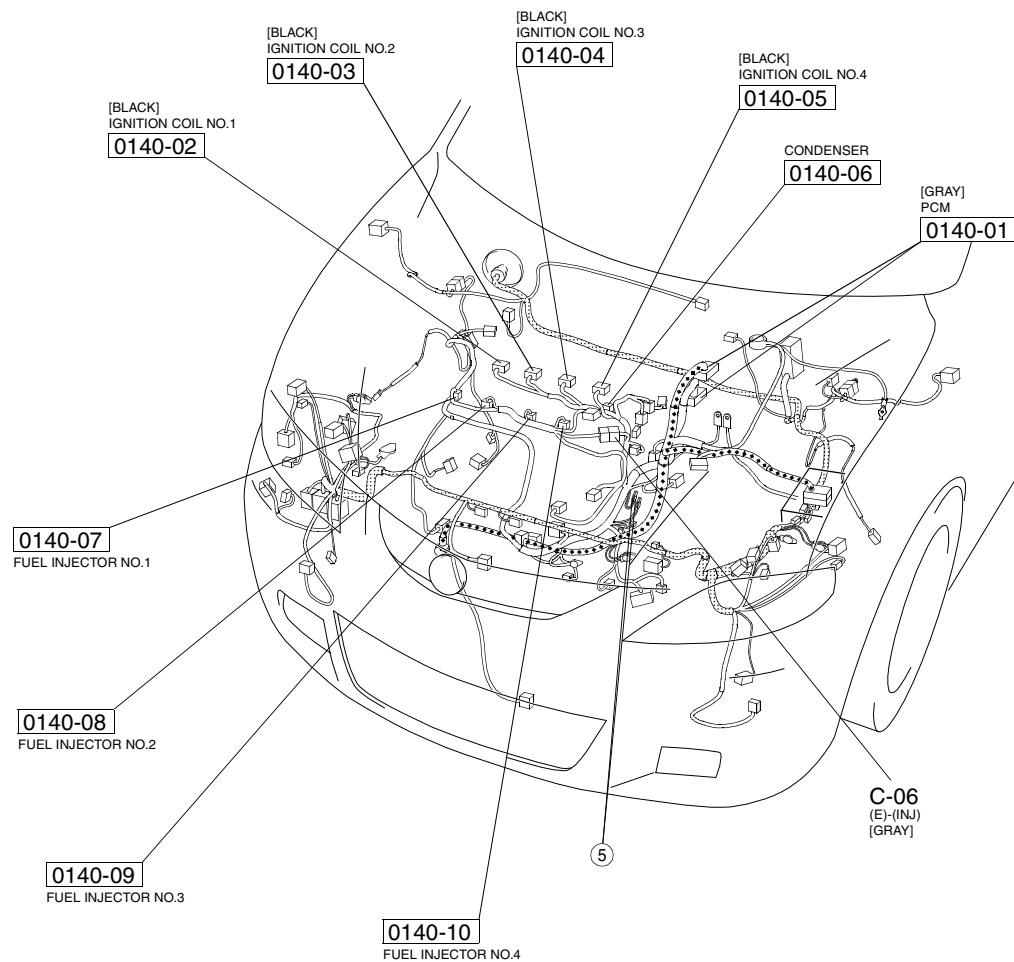 [BLACK]
IGNITION COIL NO.3
0140-04
[BLACK]
IGNITION COIL NO.2
0140-03
[BLACK]
IGNITION COIL NO.4
0140-05
[BLACK]
IGNITION COIL NO.1
0140-02
CONDENSER
0140-06
[GRAY]
PCM
0140-01
0140-07
FUEL INJECTOR NO.1
0140-08
FUEL INJECTOR NO.2
C-06
(E)-(INJ)
[GRAY]
5
0140-09
FUEL INJECTOR NO.3
0140-10
FUEL INJECTOR NO.4